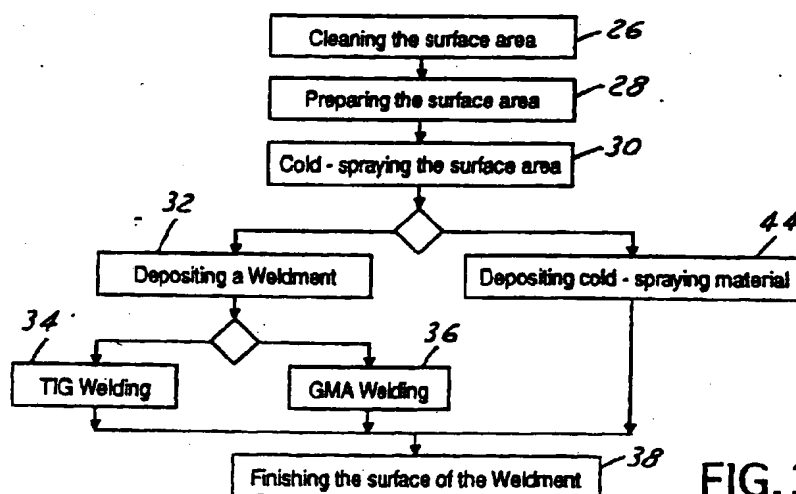 Cleaning the surface area
26
Preparing the surface area
28
Cold - spraying the surface area
30
32
44
Depositing a Weldment
Depositing cold - spraying material
34
36
TIG Welding
GMA Welding
Finishing the surface of the Weldment
38
FIG.